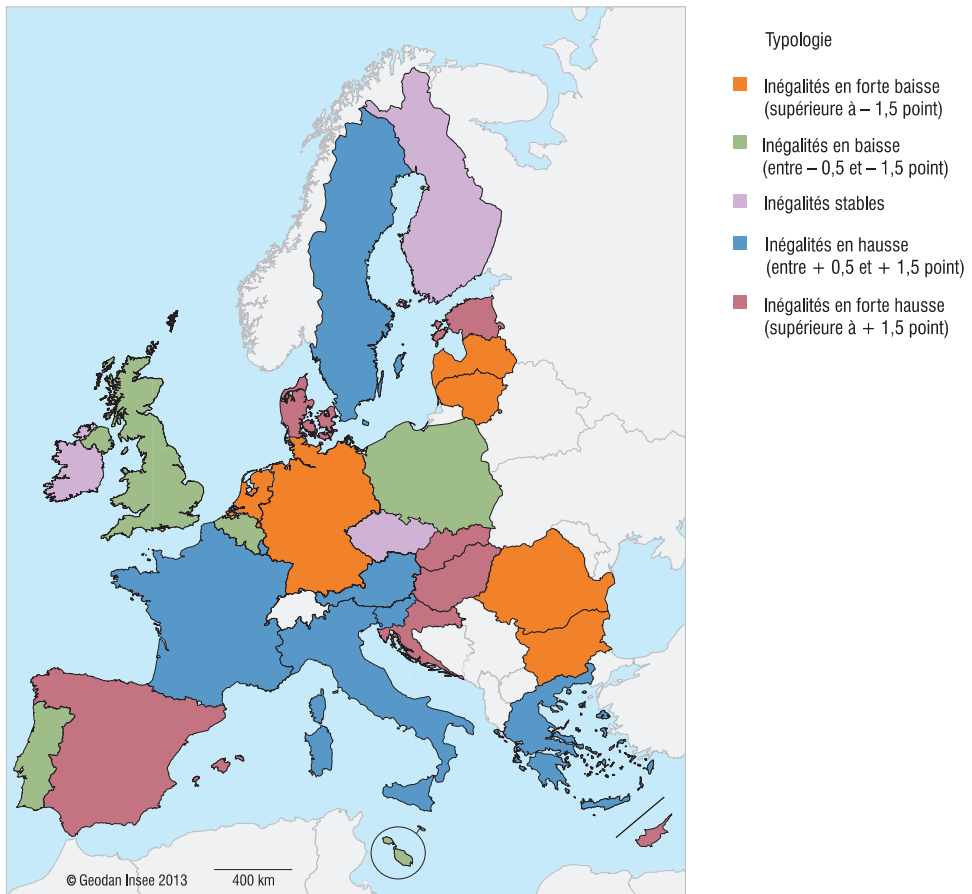 Typologie
Inégalités en forte baisse
(supérieure à – 1,5 point)
Inégalités en baisse
(entre – 0,5 et – 1,5 point)
Inégalités stables
Inégalités en hausse
(entre + 0,5 et + 1,5 point)
Inégalités en forte hausse
(supérieure à + 1,5 point)
© Geodan Insee 2013
400 km